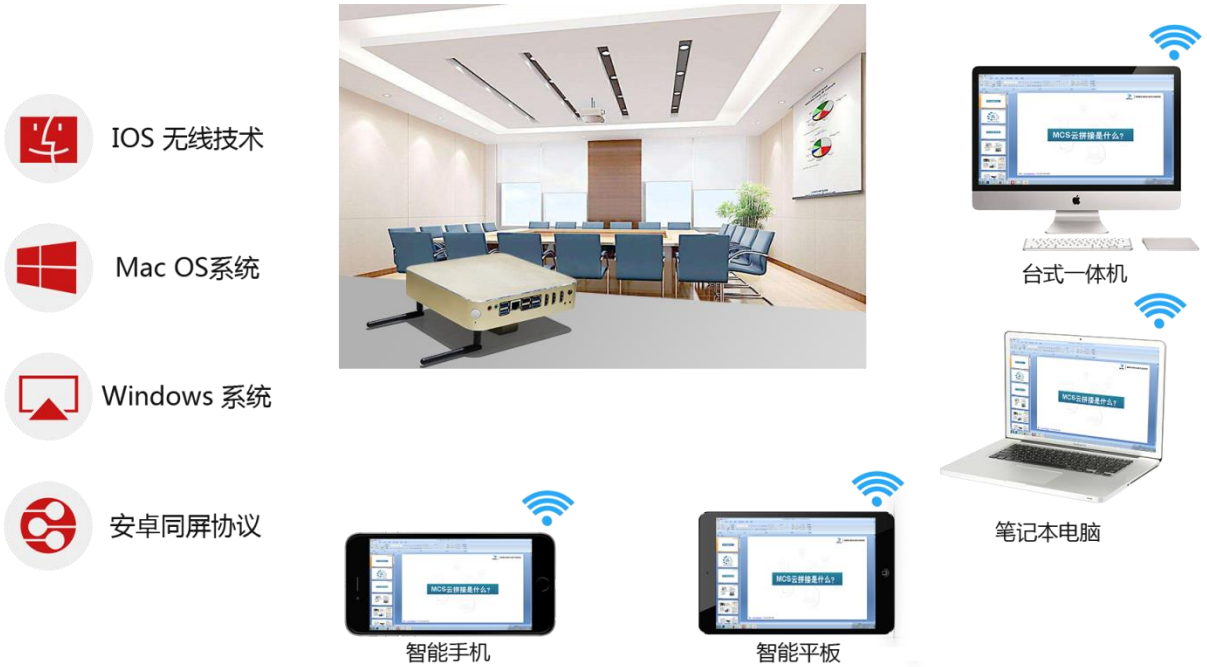 IOS 无线技术
Mac OS系统
Windows 系统
安卓同屏协议
MCS云拼接是什么?
台式一体机
MCS云拼接是什么?
笔记本电脑
MCS云拼接是什么?
智能手机
MCS云拼接是什么?
智能平板